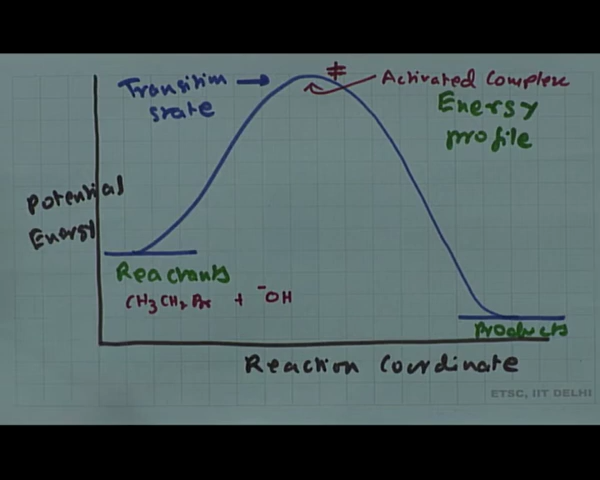 Transition
state
≠
Activated Complex
Energy
profile
Potential
Energy
Reactants
CH3CH2Br + ⁻OH
Products
Reaction Coordinate
ETSC, IIT DELHI